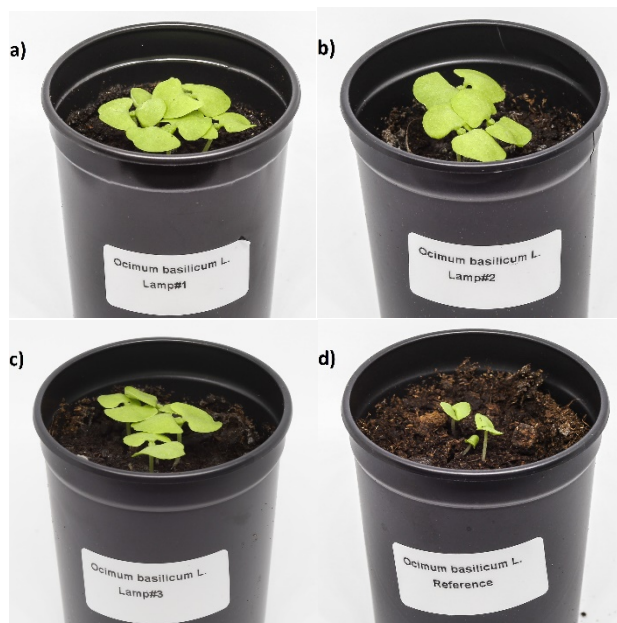 a)
Ocimum basilicum L.
Lamp#1
b)
Ocimum basilicum L.
Lamp#2
c)
Ocimum basilicum L.
Lamp#3
d)
Ocimum basilicum L.
Reference